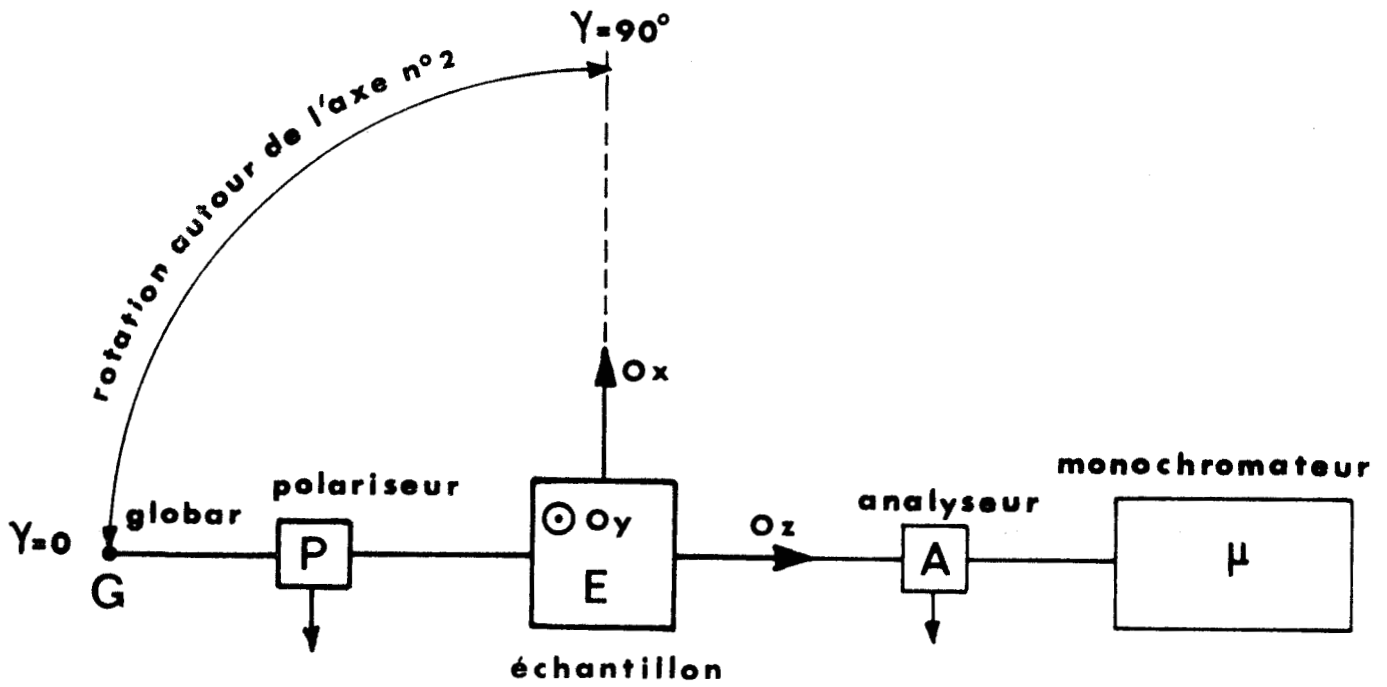 γ=90°
rotation autour de l'axe n°2
Ox
monochromateur
polariseur
analyseur
globar
γ=0
G
P
Oy
E
Oz
A
μ
échantillon